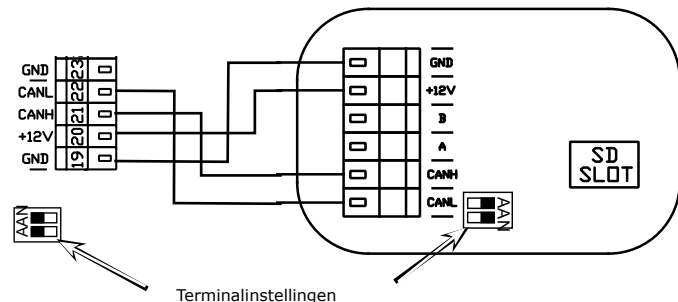 GND 23
CANL 22
CANH 21
+12V 20
GND 19
GND
+12V
B
A
CANH
CANL
SD
SLOT
AAN
AAN
Terminalinstellingen